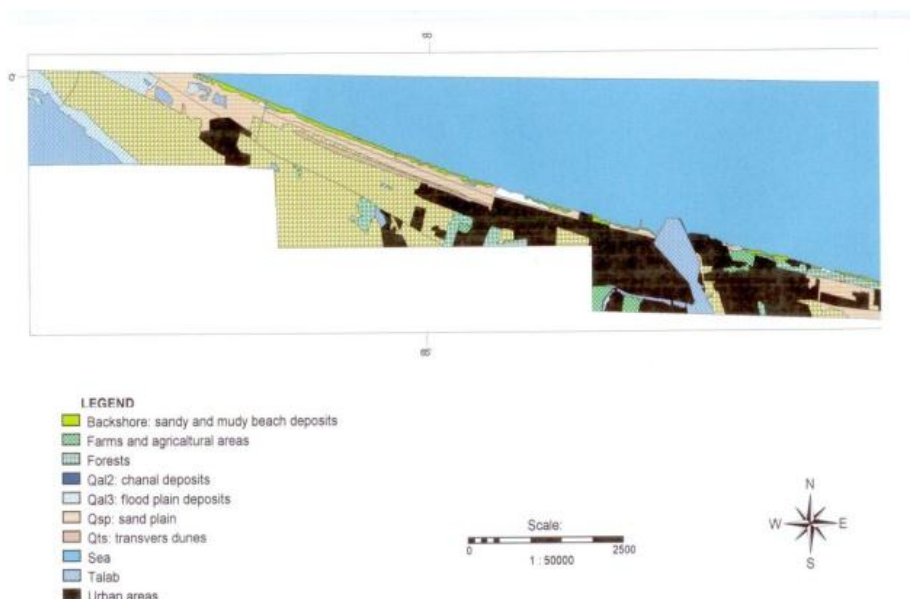 LEGEND
Backshore: sandy and mudy beach deposits
Farms and agricaltural areas
Forests
Qal2: chanal deposits
Qal3: flood plain deposits
Qsp: sand plain
Qts: transvers dunes
Sea
Talab
Urban areas
Scale:
0 2500
1 : 50000
N
W E
S